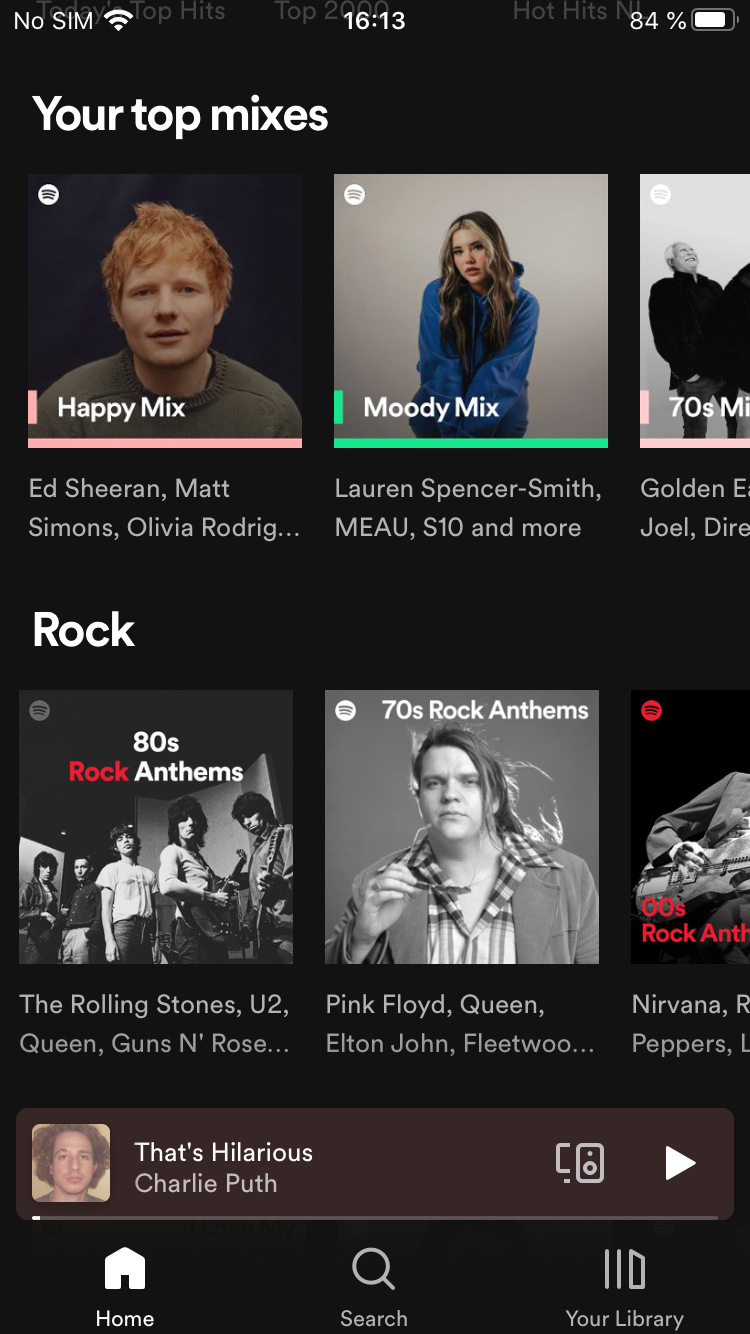 Today's Top Hits Top 2000 Hot Hits NL
No SIM 16:13 84 %
Your top mixes
Happy Mix
Moody Mix
70s Mi
Ed Sheeran, Matt
Simons, Olivia Rodrig...
Lauren Spencer-Smith,
MEAU, S10 and more
Golden Ea
Joel, Dire
Rock
80s
Rock Anthems
70s Rock Anthems
00s
Rock Anth
The Rolling Stones, U2,
Queen, Guns N' Rose...
Pink Floyd, Queen,
Elton John, Fleetwoo...
Nirvana, R
Peppers, L
That's Hilarious
Charlie Puth
I Love My
Home
Search
Your Library